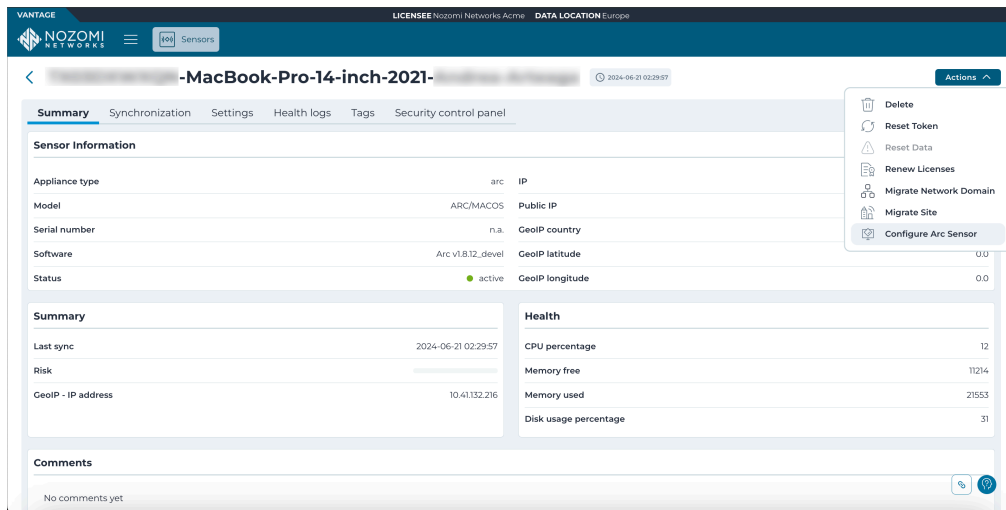 VANTAGE
LICENSEE Nozomi Networks Acme DATA LOCATION Europe
NOZOMI NETWORKS
Sensors
-MacBook-Pro-14-inch-2021-
2024-06-21 02:29:57
Actions
Delete
Reset Token
Reset Data
Renew Licenses
Migrate Network Domain
Migrate Site
Configure Arc Sensor
Summary Synchronization Settings Health logs Tags Security control panel
Sensor Information
Appliance type arc IP
Model ARC/MACOS Public IP
Serial number n.a. GeoIP country
Software Arc v1.8.12_devel GeoIP latitude 0.0
Status active GeoIP longitude 0.0
Summary
Last sync 2024-06-21 02:29:57
Risk
GeoIP - IP address 10.41.132.216
Health
CPU percentage 12
Memory free 11214
Memory used 21553
Disk usage percentage 31
Comments
No comments yet